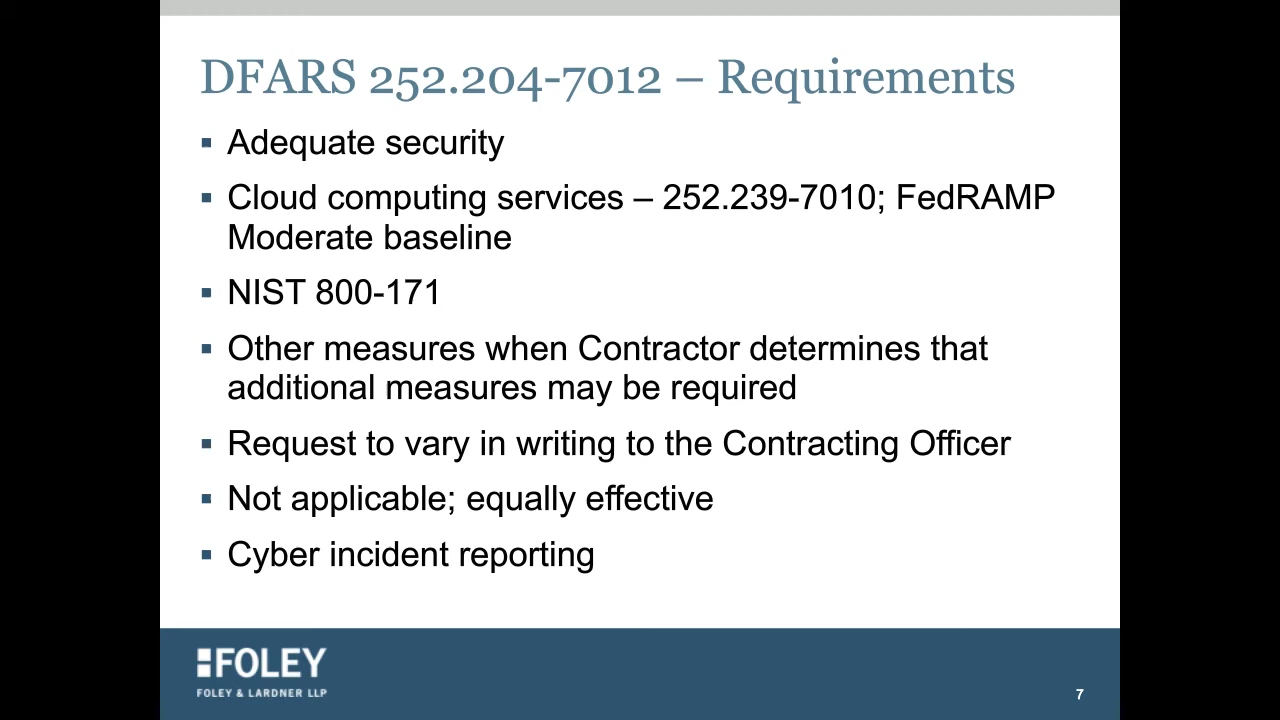 DFARS 252.204-7012 – Requirements
▪ Adequate security
▪ Cloud computing services – 252.239-7010; FedRAMP
Moderate baseline
▪ NIST 800-171
▪ Other measures when Contractor determines that
additional measures may be required
▪ Request to vary in writing to the Contracting Officer
▪ Not applicable; equally effective
▪ Cyber incident reporting
FOLEY
FOLEY & LARDNER LLP
7